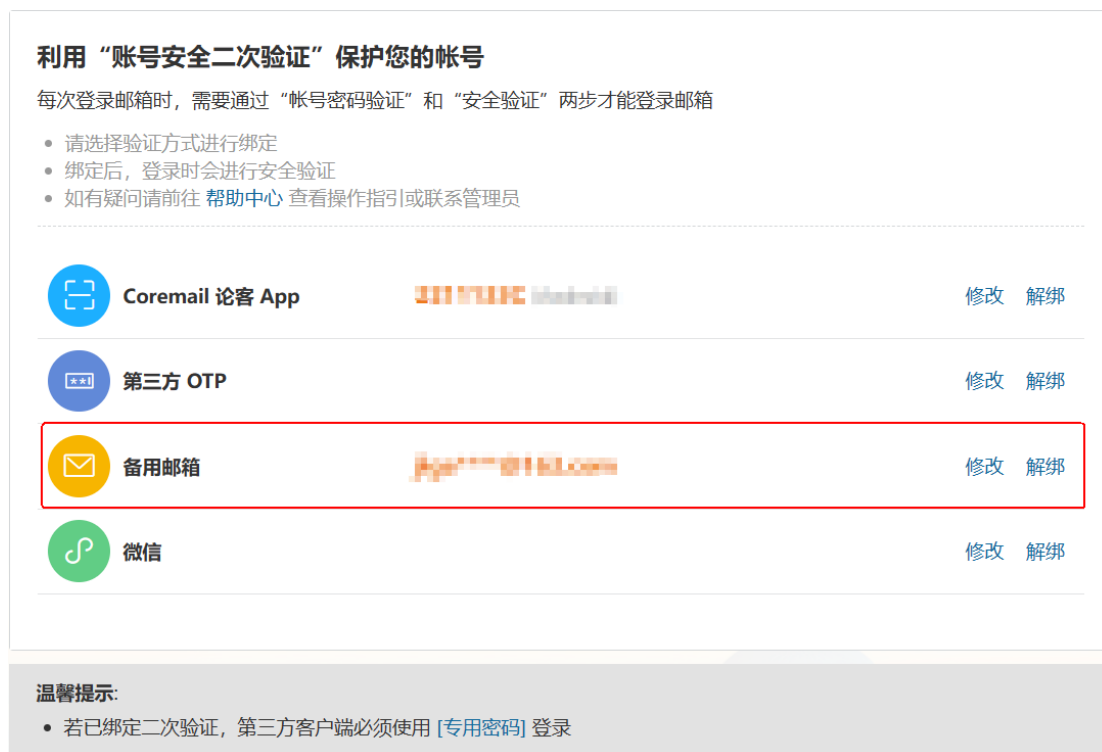 利用“账号安全二次验证”保护您的帐号
每次登录邮箱时，需要通过“帐号密码验证”和“安全验证”两步才能登录邮箱
请选择验证方式进行绑定
绑定后，登录时会进行安全验证
如有疑问请前往 帮助中心 查看操作指引或联系管理员
Coremail 论客 App 修改 解绑
第三方 OTP 修改 解绑
备用邮箱 修改 解绑
微信 修改 解绑
温馨提示:
若已绑定二次验证，第三方客户端必须使用 [专用密码] 登录